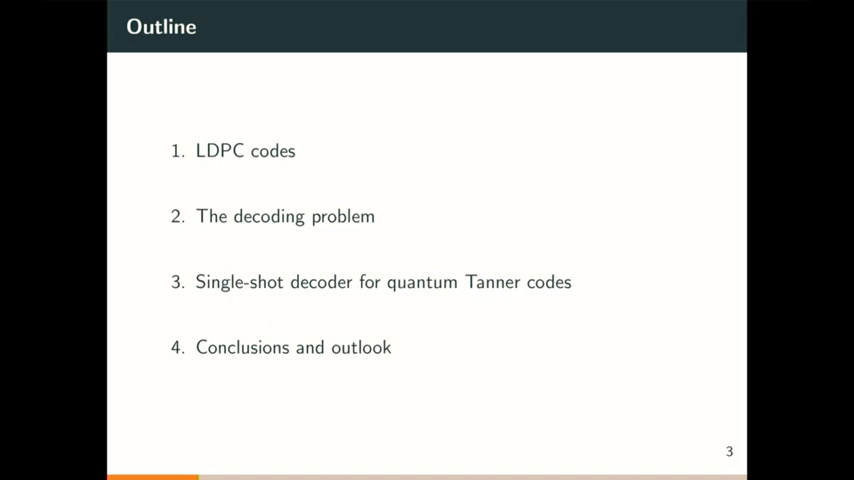 Outline
1. LDPC codes
2. The decoding problem
3. Single-shot decoder for quantum Tanner codes
4. Conclusions and outlook
3